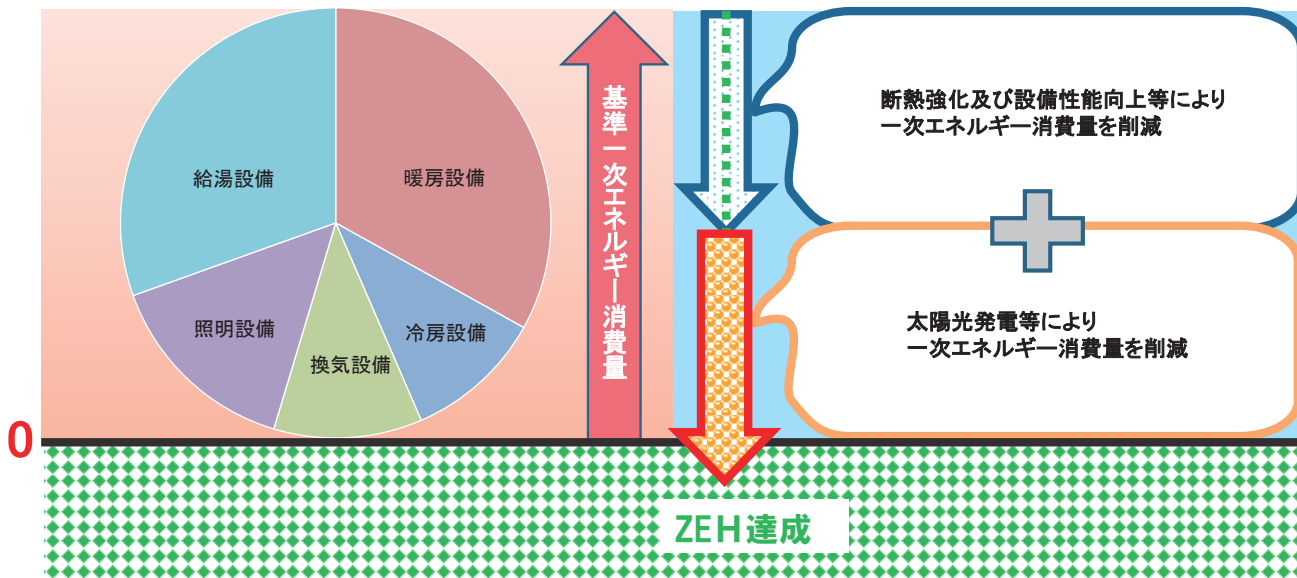 給湯設備
暖房設備
照明設備
換気設備
冷房設備
基準一次エネルギー消費量
断熱強化及び設備性能向上等により
一次エネルギー消費量を削減
太陽光発電等により
一次エネルギー消費量を削減
0
ZEH達成